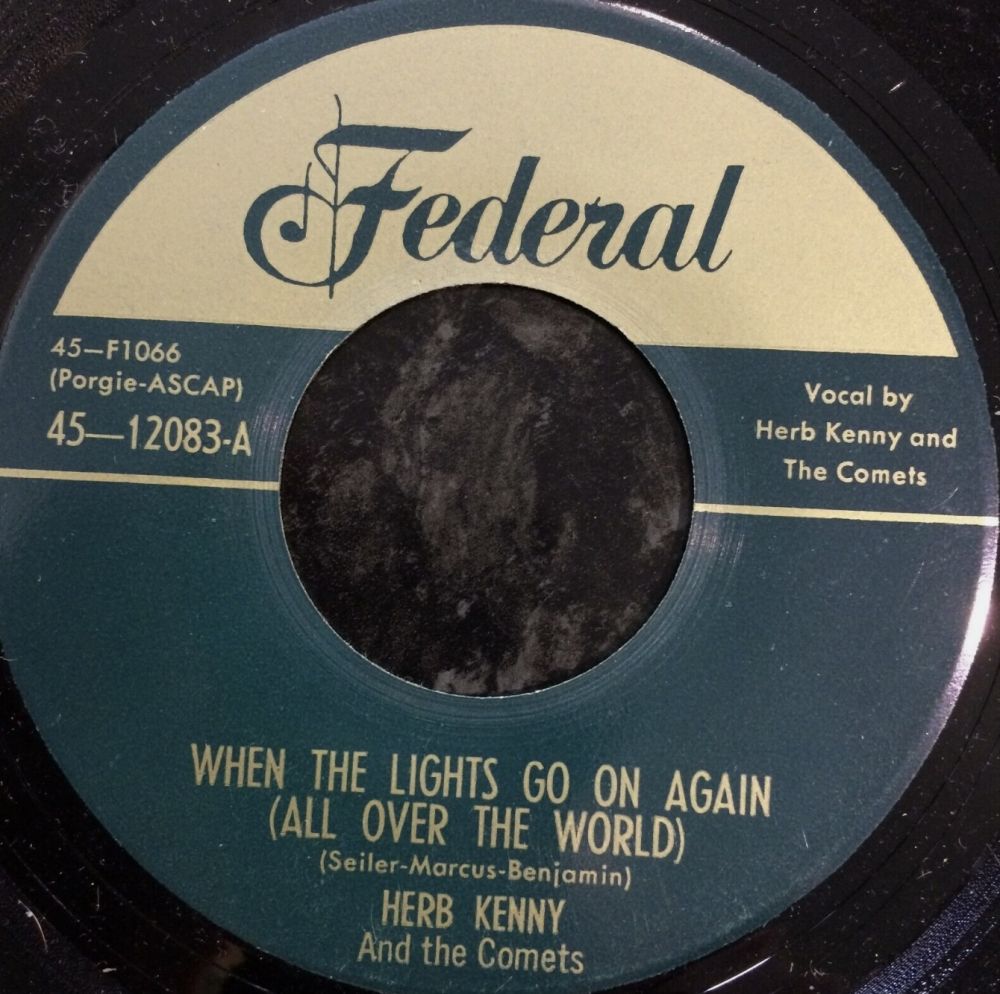 Federal
45—F1066
(Porgie-ASCAP)
45—12083-A
Vocal by
Herb Kenny and
The Comets
WHEN THE LIGHTS GO ON AGAIN
(ALL OVER THE WORLD)
(Seiler-Marcus-Benjamin)
HERB KENNY
And the Comets